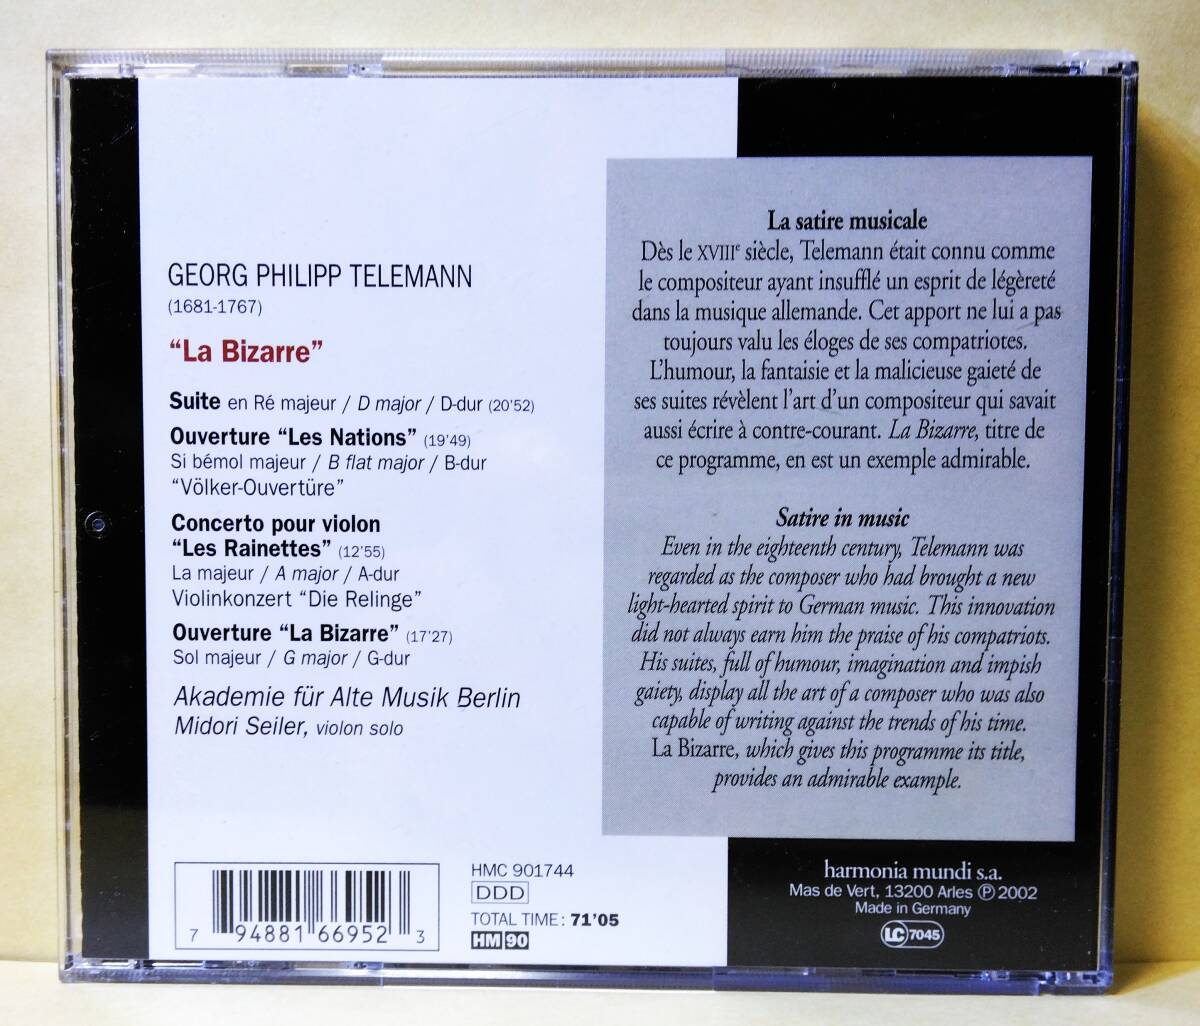 GEORG PHILIPP TELEMANN
(1681-1767)
“La Bizarre”
Suite en Ré majeur / D major / D-dur (20'52)
Ouverture “Les Nations” (19'49)
Si bémol majeur / B flat major / B-dur
“Völker-Ouvertüre”
Concerto pour violon
“Les Rainettes” (12'55)
La majeur / A major / A-dur
Violinkonzert “Die Relinge”
Ouverture “La Bizarre” (17'27)
Sol majeur / G major / G-dur
Akademie für Alte Musik Berlin
Midori Seiler, violon solo
7 94881 66952 3
HMC 901744
DDD
TOTAL TIME : 71'05
HM 90
La satire musicale
Dès le XVIIIe siècle, Telemann était connu comme
le compositeur ayant insufflé un esprit de légèreté
dans la musique allemande. Cet apport ne lui a pas
toujours valu les éloges de ses compatriotes.
L'humour, la fantaisie et la malicieuse gaieté de
ses suites révèlent l'art d'un compositeur qui savait
aussi écrire à contre-courant. La Bizarre, titre de
ce programme, en est un exemple admirable.
Satire in music
Even in the eighteenth century, Telemann was
regarded as the composer who had brought a new
light-hearted spirit to German music. This innovation
did not always earn him the praise of his compatriots.
His suites, full of humour, imagination and impish
gaiety, display all the art of a composer who was also
capable of writing against the trends of his time.
La Bizarre, which gives this programme its title,
provides an admirable example.
harmonia mundi s.a.
Mas de Vert, 13200 Arles ℗ 2002
Made in Germany
LC 7045